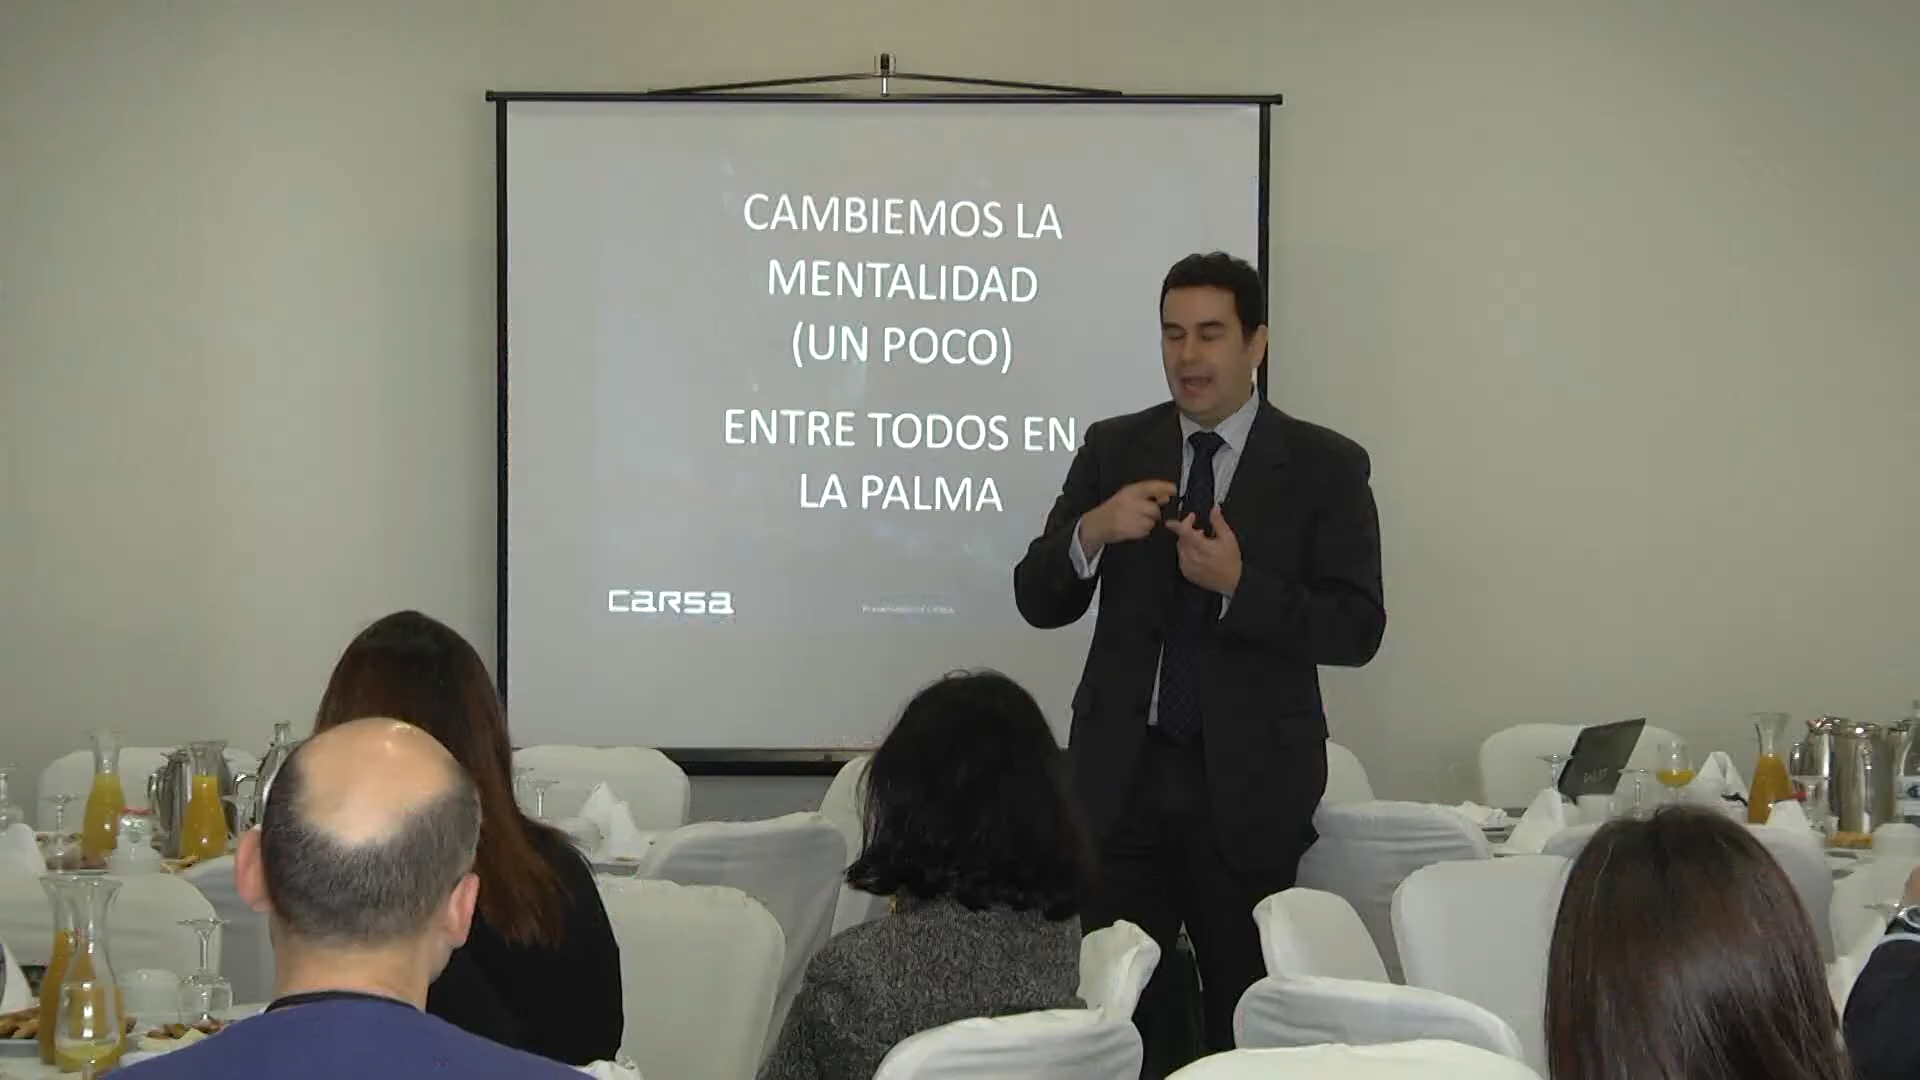 CAMBIEMOS LA
MENTALIDAD
(UN POCO)
ENTRE TODOS EN
LA PALMA
carsa